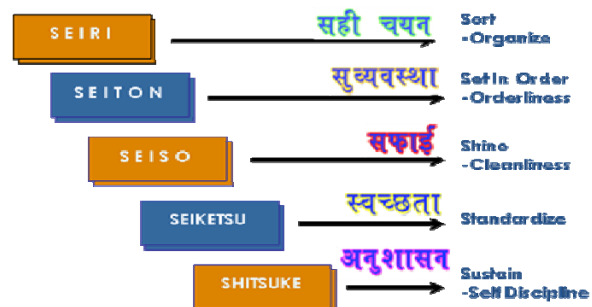 SEIRI
सही चयन
Sort
-Organize
SEITON
सुव्यवस्था
Set In Order
-Orderliness
SEISO
सफाई
Shine
-Cleanliness
SEIKETSU
स्वच्छता
Standardize
SHITSUKE
अनुशासन
Sustain
-Self Discipline